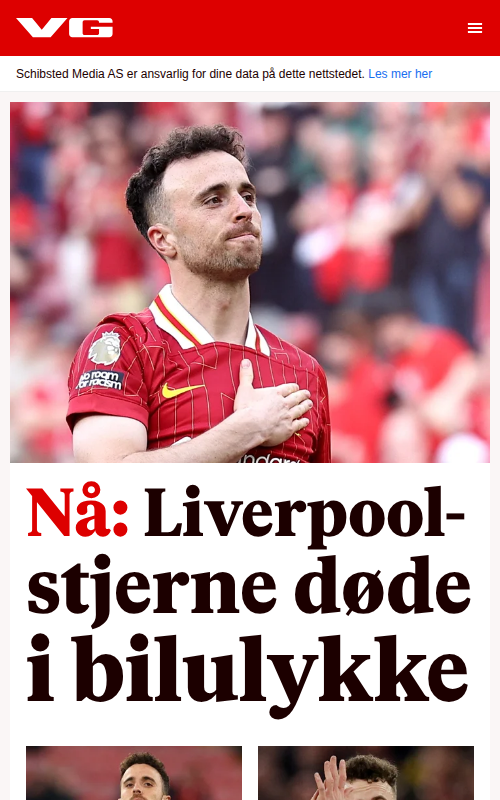 VG
Schibsted Media AS er ansvarlig for dine data på dette nettstedet. Les mer her
No room
for racism
Nå: Liverpool-
stjerne døde
i bilulykke